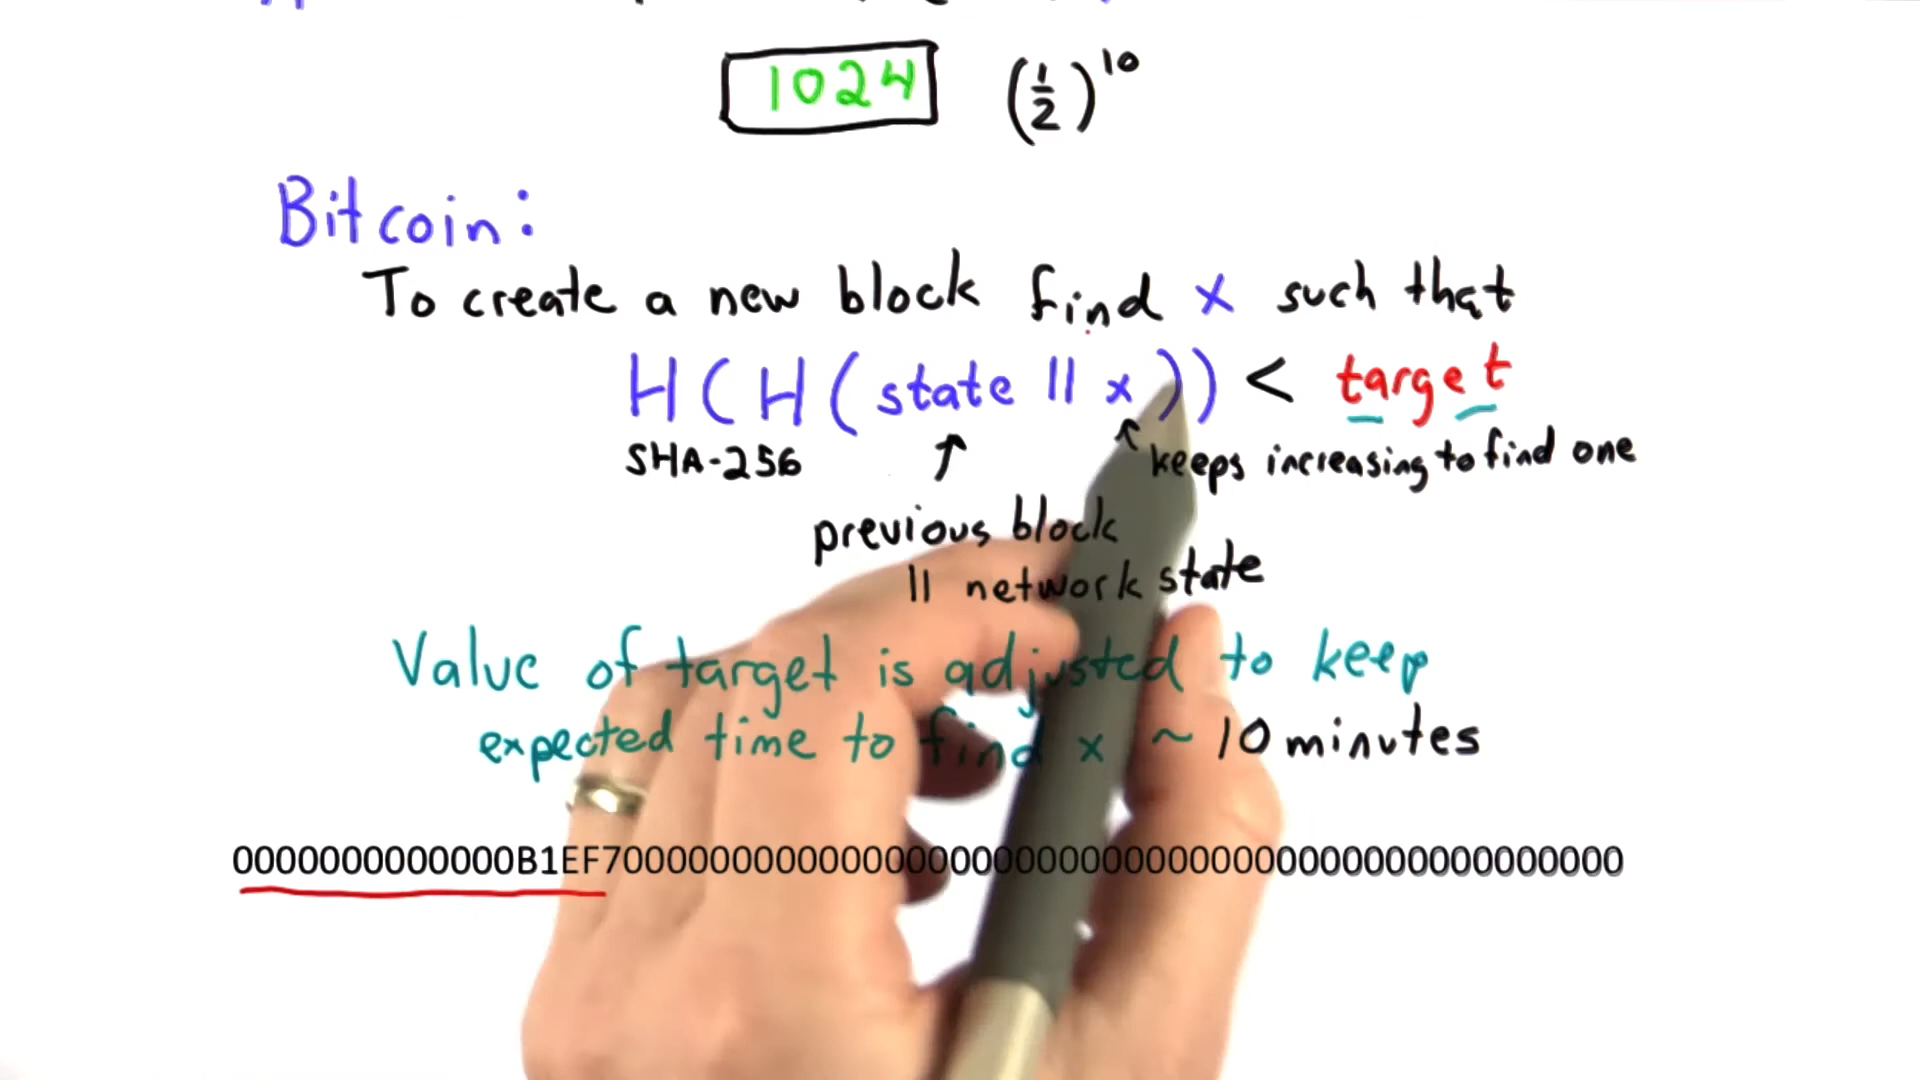 1024 (1/2)^10
Bitcoin:
To create a new block find x such that
H(H(state || x)) < target
SHA-256 ↑ ↑ keeps increasing to find one
previous block
|| network state
Value of target is adjusted to keep
expected time to find x ~ 10 minutes